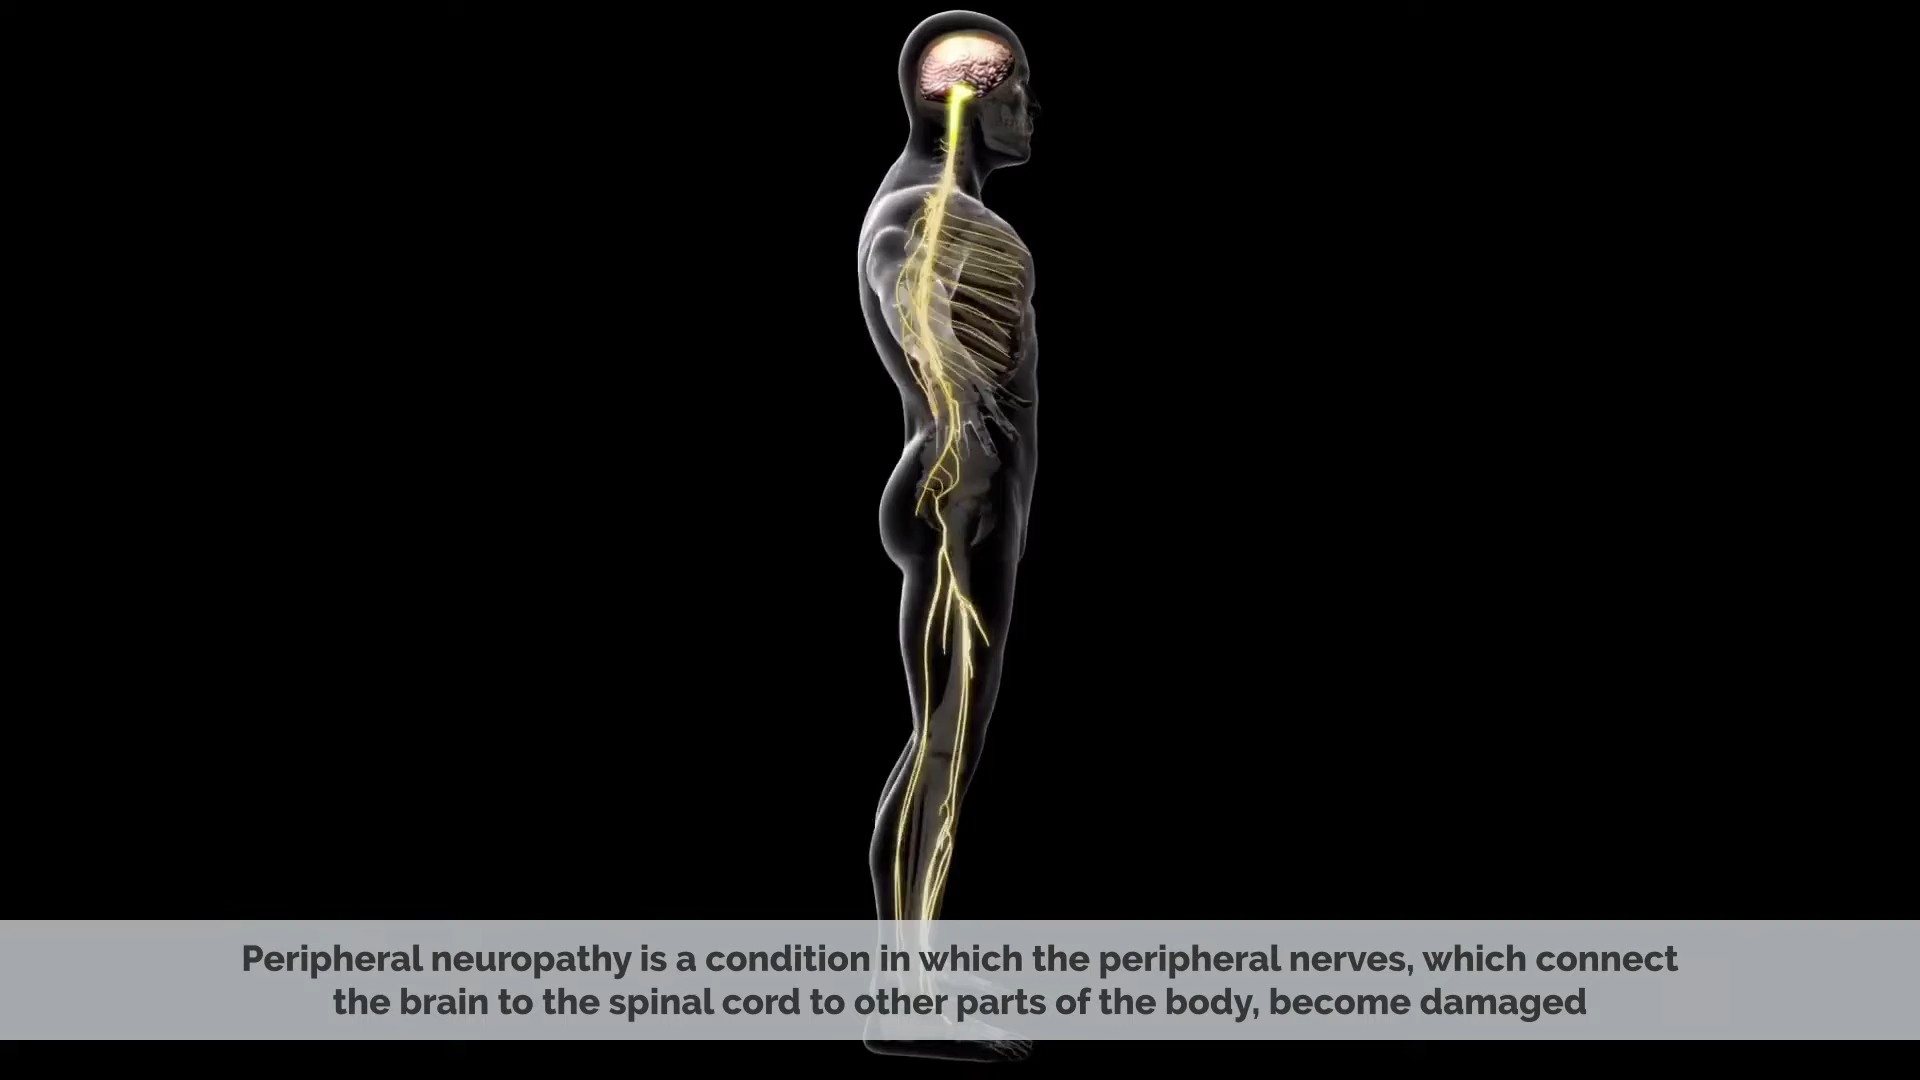 Peripheral neuropathy is a condition in which the peripheral nerves, which connect
the brain to the spinal cord to other parts of the body, become damaged